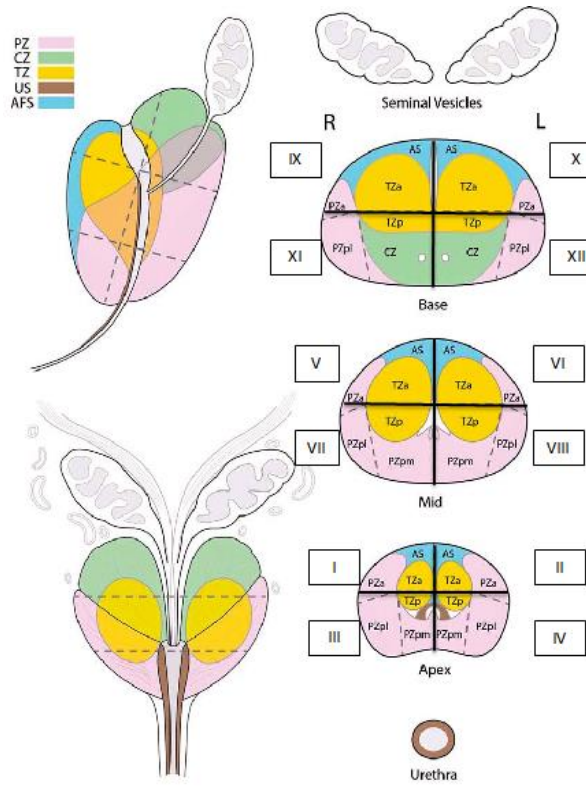 PZ
CZ
TZ
US
AFS
Seminal Vesicles
R L
IX AS AS X
TZa TZa
PZa PZa
TZp TZp
XI PZpl CZ CZ PZpl XII
Base
V AS VI
TZa TZa
PZa PZa
TZp TZp
VII PZpl PZpl VIII
PZpm PZpm
Mid
I AS II
PZa TZa TZa PZa
TZp TZp
III PZpl PZpm PZpm PZpl IV
Apex
Urethra